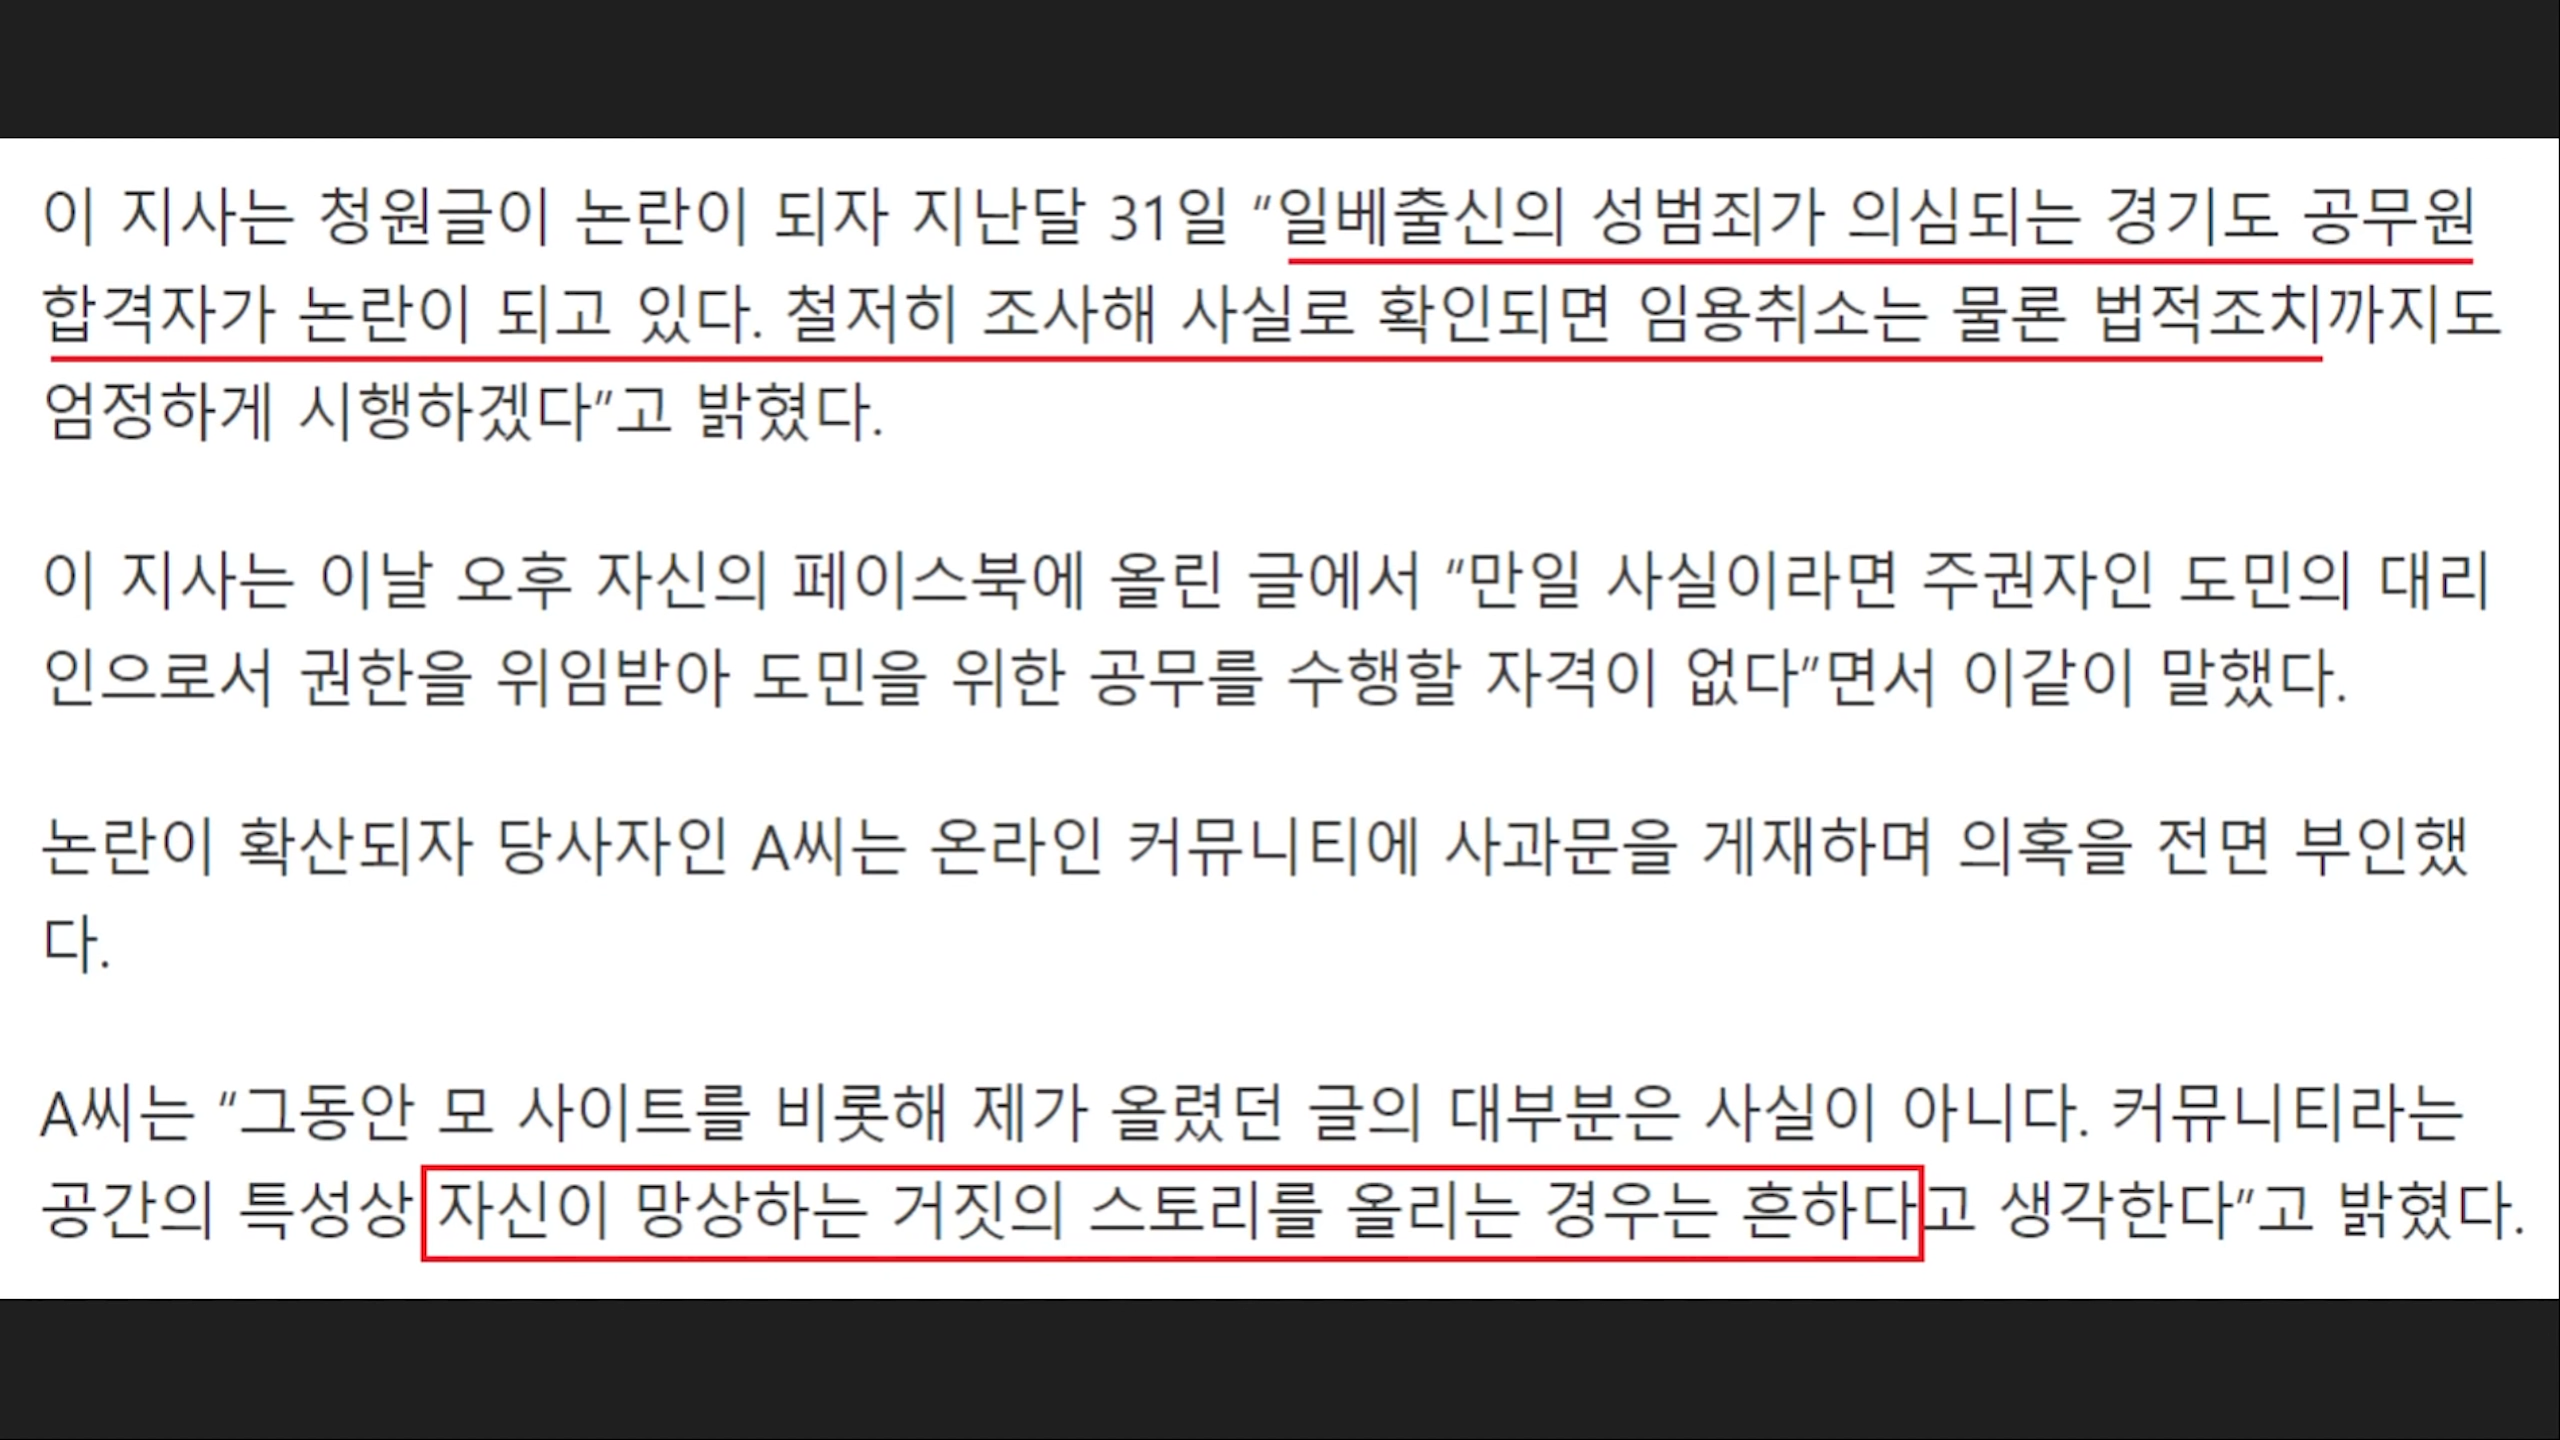 이 지사는 청원글이 논란이 되자 지난달 31일 “일베출신의 성범죄가 의심되는 경기도 공무원
합격자가 논란이 되고 있다. 철저히 조사해 사실로 확인되면 임용취소는 물론 법적조치까지도
엄정하게 시행하겠다”고 밝혔다.
이 지사는 이날 오후 자신의 페이스북에 올린 글에서 “만일 사실이라면 주권자인 도민의 대리
인으로서 권한을 위임받아 도민을 위한 공무를 수행할 자격이 없다”면서 이같이 말했다.
논란이 확산되자 당사자인 A씨는 온라인 커뮤니티에 사과문을 게재하며 의혹을 전면 부인했
다.
A씨는 “그동안 모 사이트를 비롯해 제가 올렸던 글의 대부분은 사실이 아니다. 커뮤니티라는
공간의 특성상 자신이 망상하는 거짓의 스토리를 올리는 경우는 흔하다고 생각한다”고 밝혔다.